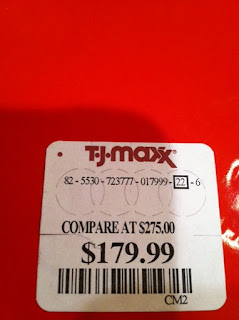 T·J·maxx®
82 - 5530 - 723777 - 017999 - 22 - 6
COMPARE AT $275.00
$179.99
CM2